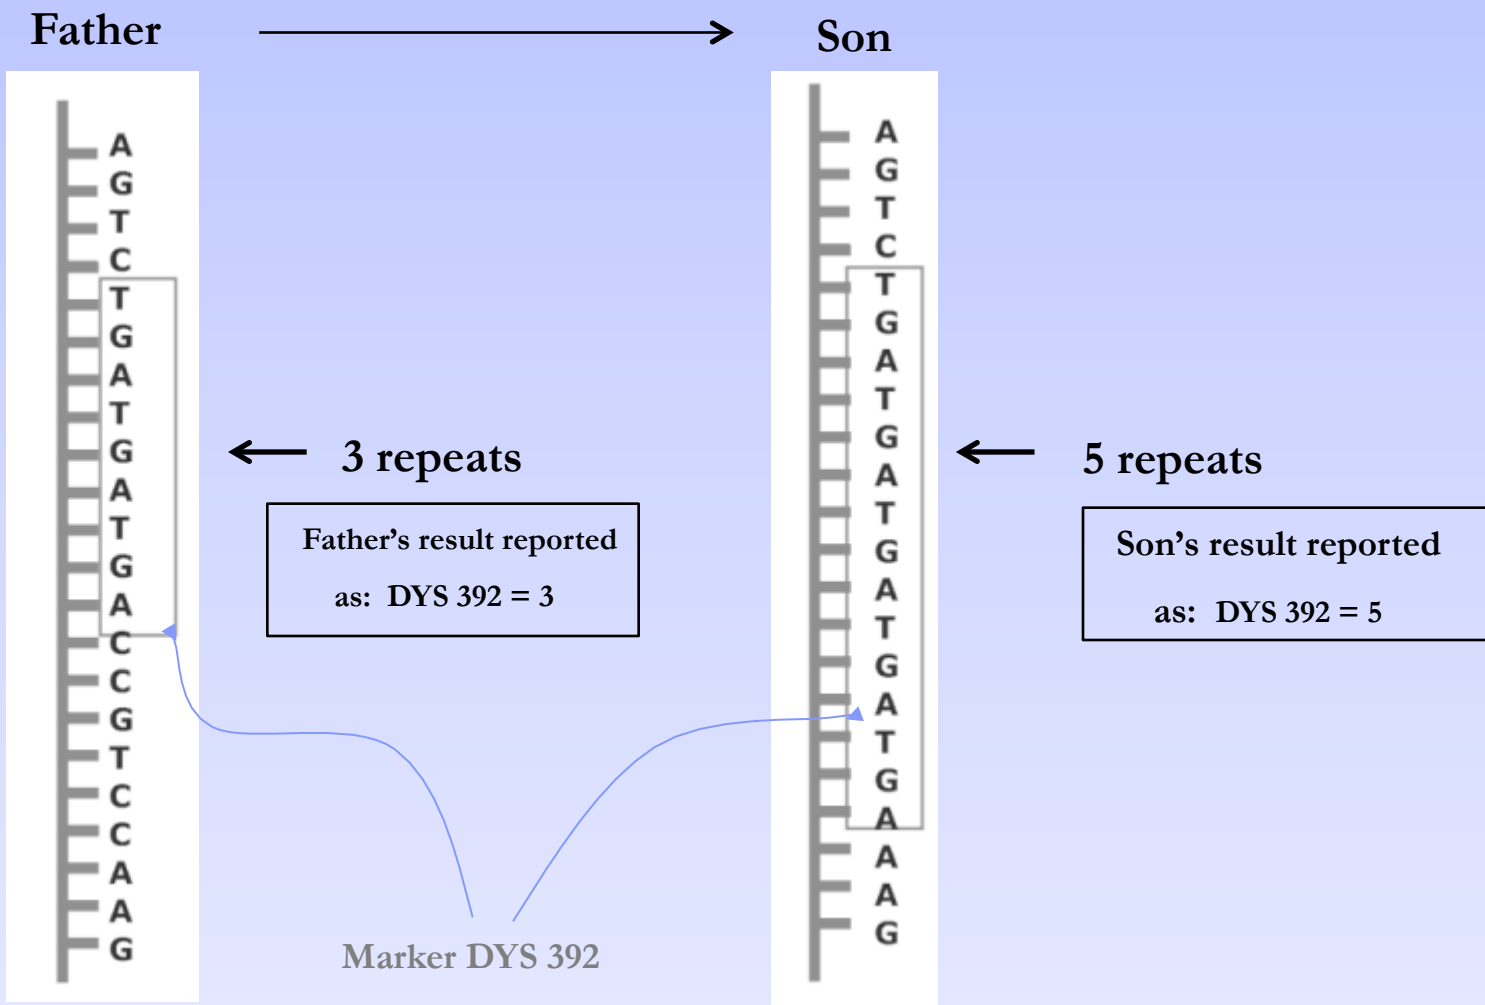 Father
Son
A
G
T
C
T
G
A
T
G
A
T
G
A
C
C
G
T
C
C
A
A
G
3 repeats
Father’s result reported
as: DYS 392 = 3
A
G
T
C
T
G
A
T
G
A
T
G
A
T
G
A
T
G
A
A
A
G
5 repeats
Son’s result reported
as: DYS 392 = 5
Marker DYS 392